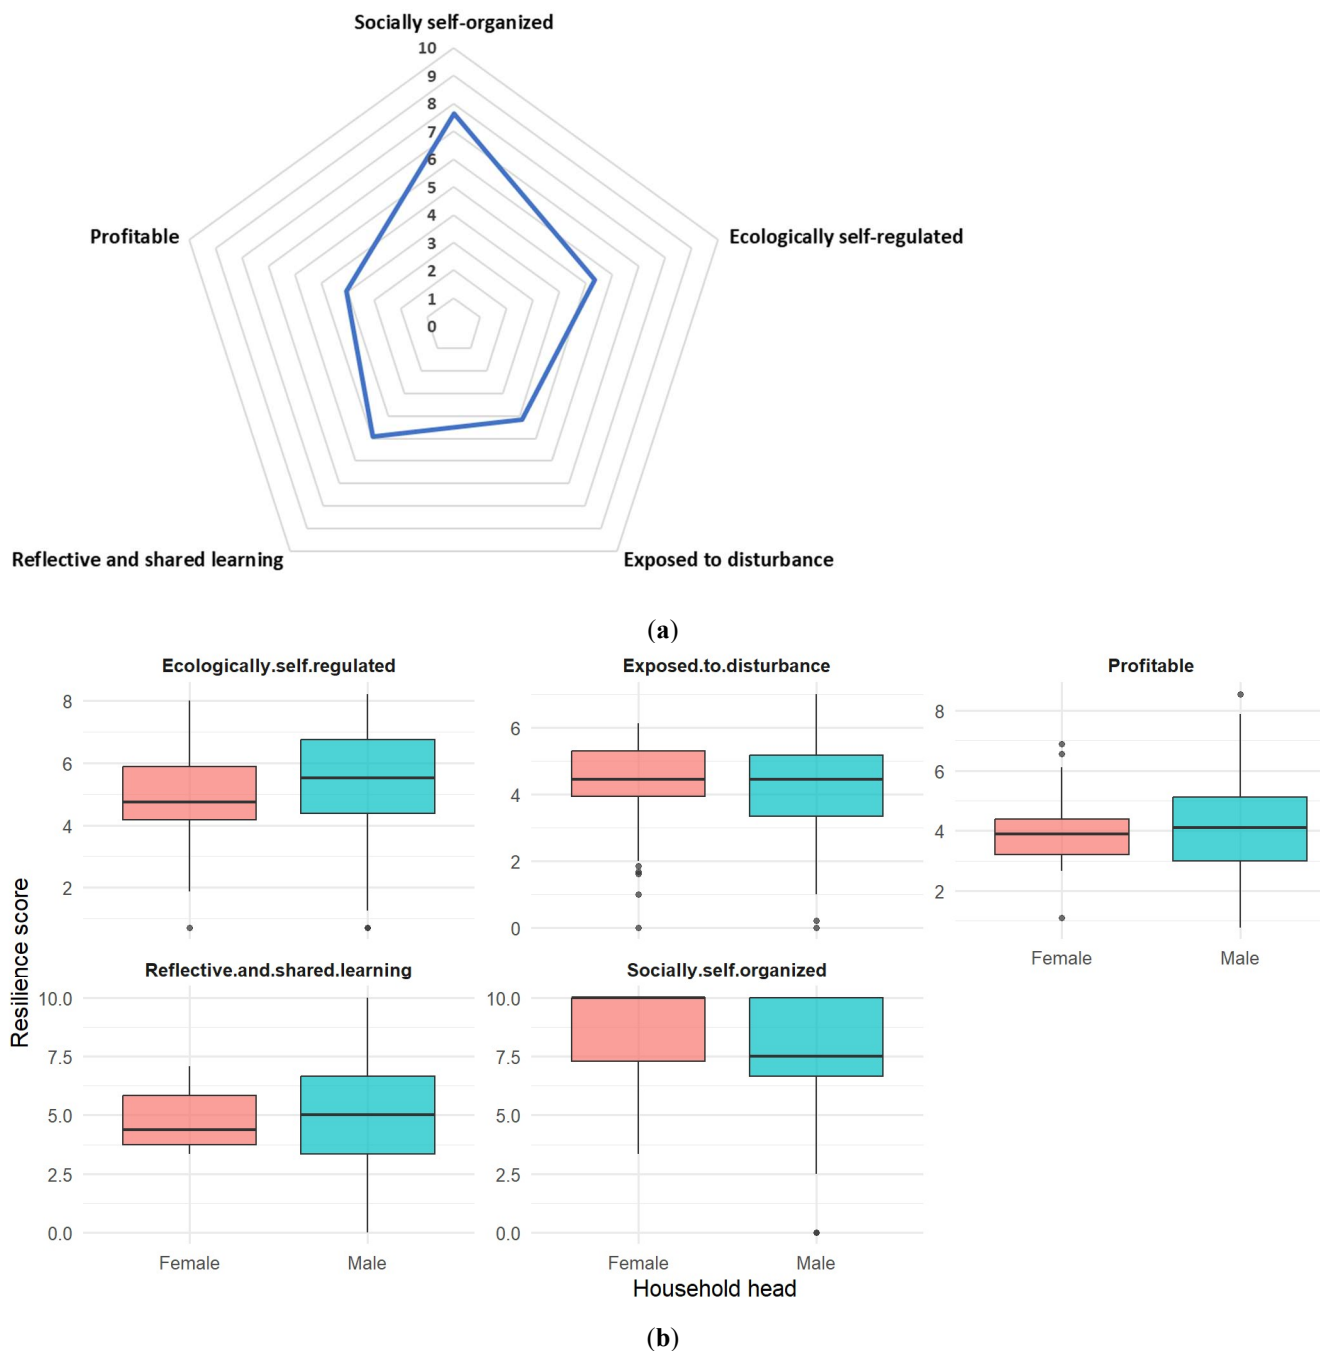 Socially self-organized
10
9
8
7
6
5
4
3
2
1
0
Profitable
Ecologically self-regulated
Reflective and shared learning
Exposed to disturbance
(a)
Ecologically.self.regulated
Exposed.to.disturbance
Profitable
8
6
4
2
6
4
2
0
8
6
4
2
Female
Male
Resilience score
Reflective.and.shared.learning
Socially.self.organized
10.0
7.5
5.0
2.5
0.0
10.0
7.5
5.0
2.5
0.0
Female
Male
Female
Male
Household head
(b)